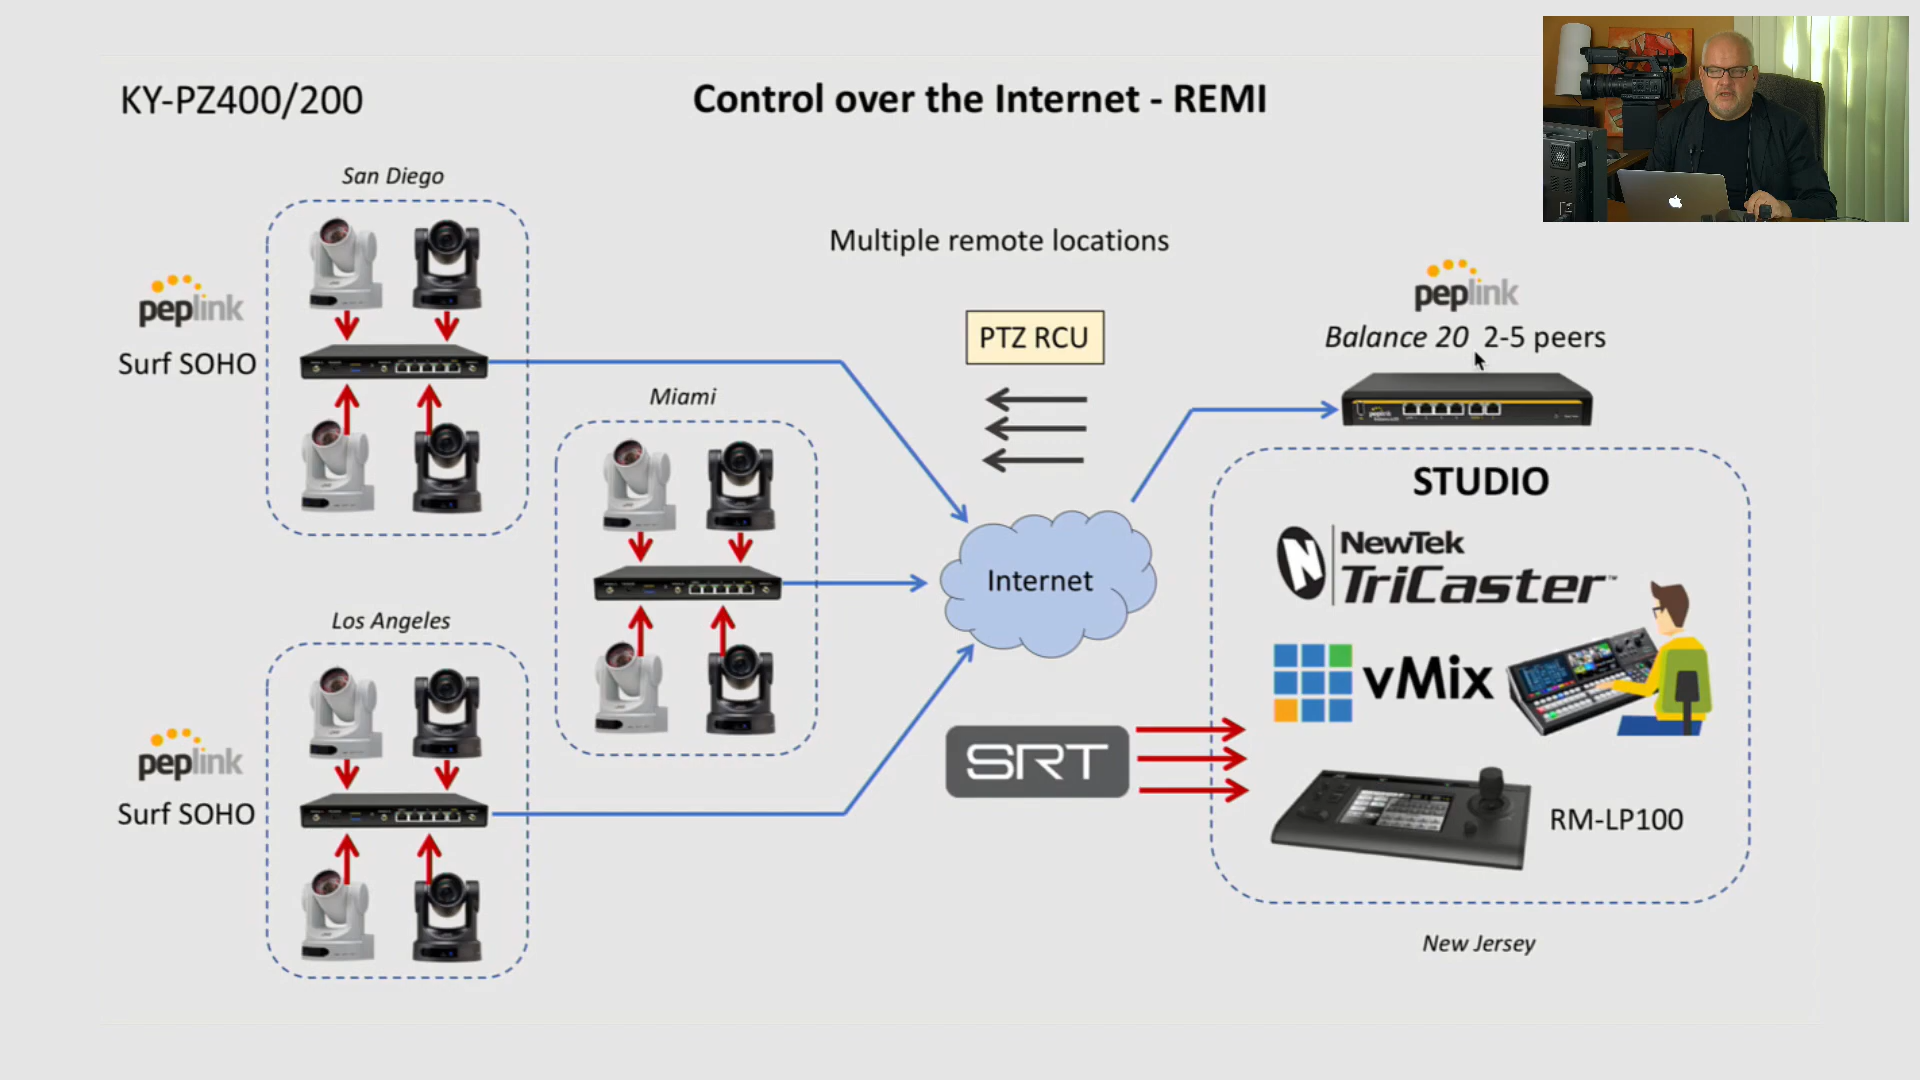 KY-PZ400/200
Control over the Internet - REMI
San Diego
Multiple remote locations
peplink
Surf SOHO
PTZ RCU
peplink
Balance 20 2-5 peers
Miami
STUDIO
NewTek
TriCaster™
Internet
Los Angeles
vMix
peplink
Surf SOHO
SRT
RM-LP100
New Jersey